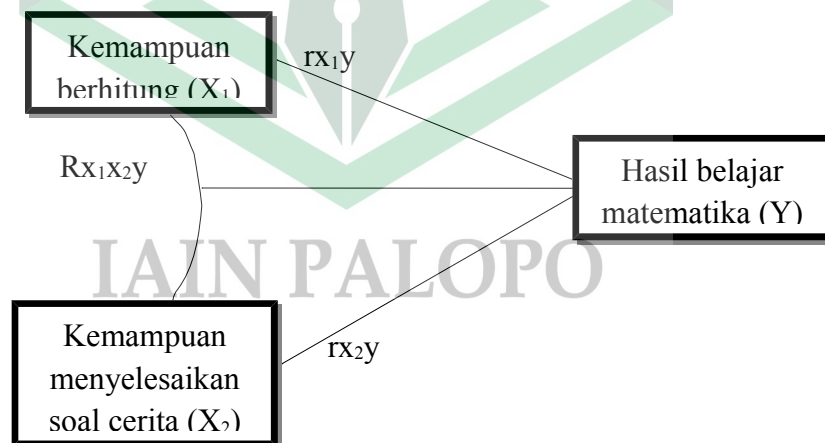 Kemampuan
berhitung (X₁)
rx₁y
Rx₁x₂y
Hasil belajar
matematika (Y)
IAIN PALOPO
Kemampuan
menyelesaikan
soal cerita (X₂)
rx₂y